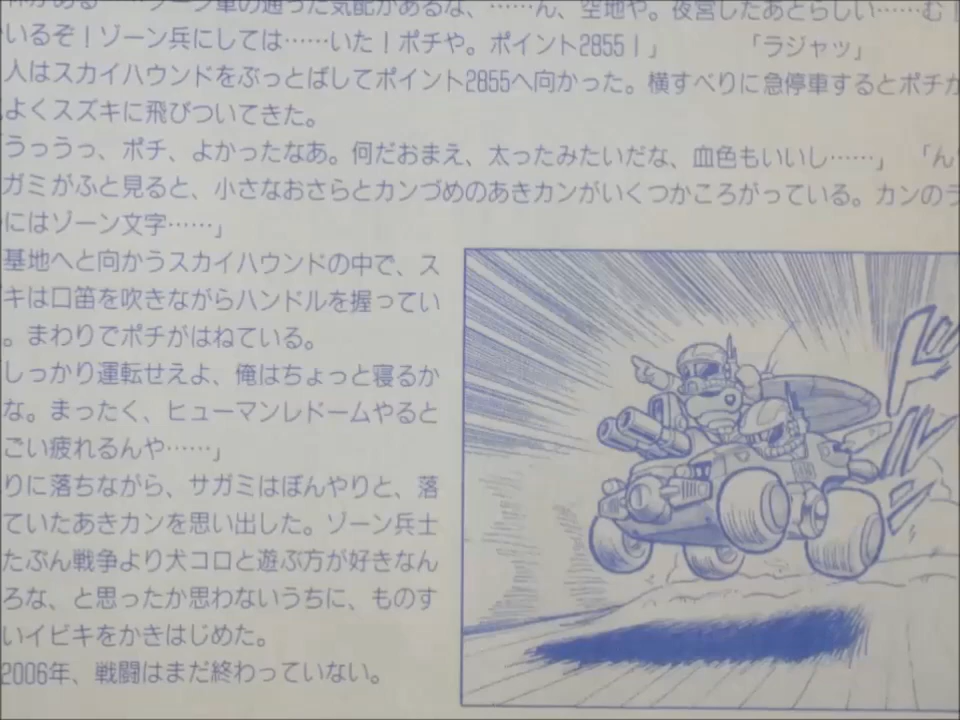 ゾーン車の通った気配があるな、……ん、空地や。夜営したあとらしい……む！
いるぞ！ゾーン兵にしては……いた！ポチや。ポイント2855！」 「ラジャッ」
人はスカイハウンドをぶっとばしてポイント2855へ向かった。横すべりに急停車するとポチが
よくスズキに飛びついてきた。
うっうっ、ポチ、よかったなあ。何だおまえ、太ったみたいだな、血色もいいし……」 「ん
ガミがふと見ると、小さなおさらとカンづめのあきカンがいくつかころがっている。カンのラ
にはゾーン文字……」
基地へと向かうスカイハウンドの中で、ス
キは口笛を吹きながらハンドルを握ってい
。まわりでポチがはねている。
しっかり運転せえよ、俺はちょっと寝るか
な。まったく、ヒューマンレドームやると
ごい疲れるんや……」
りに落ちながら、サガミはぼんやりと、落
ていたあきカンを思い出した。ゾーン兵士
たぶん戦争より犬コロと遊ぶ方が好きなん
ろな、と思ったか思わないうちに、ものす
いイビキをかきはじめた。
2006年、戦闘はまだ終わっていない。
ドルルル